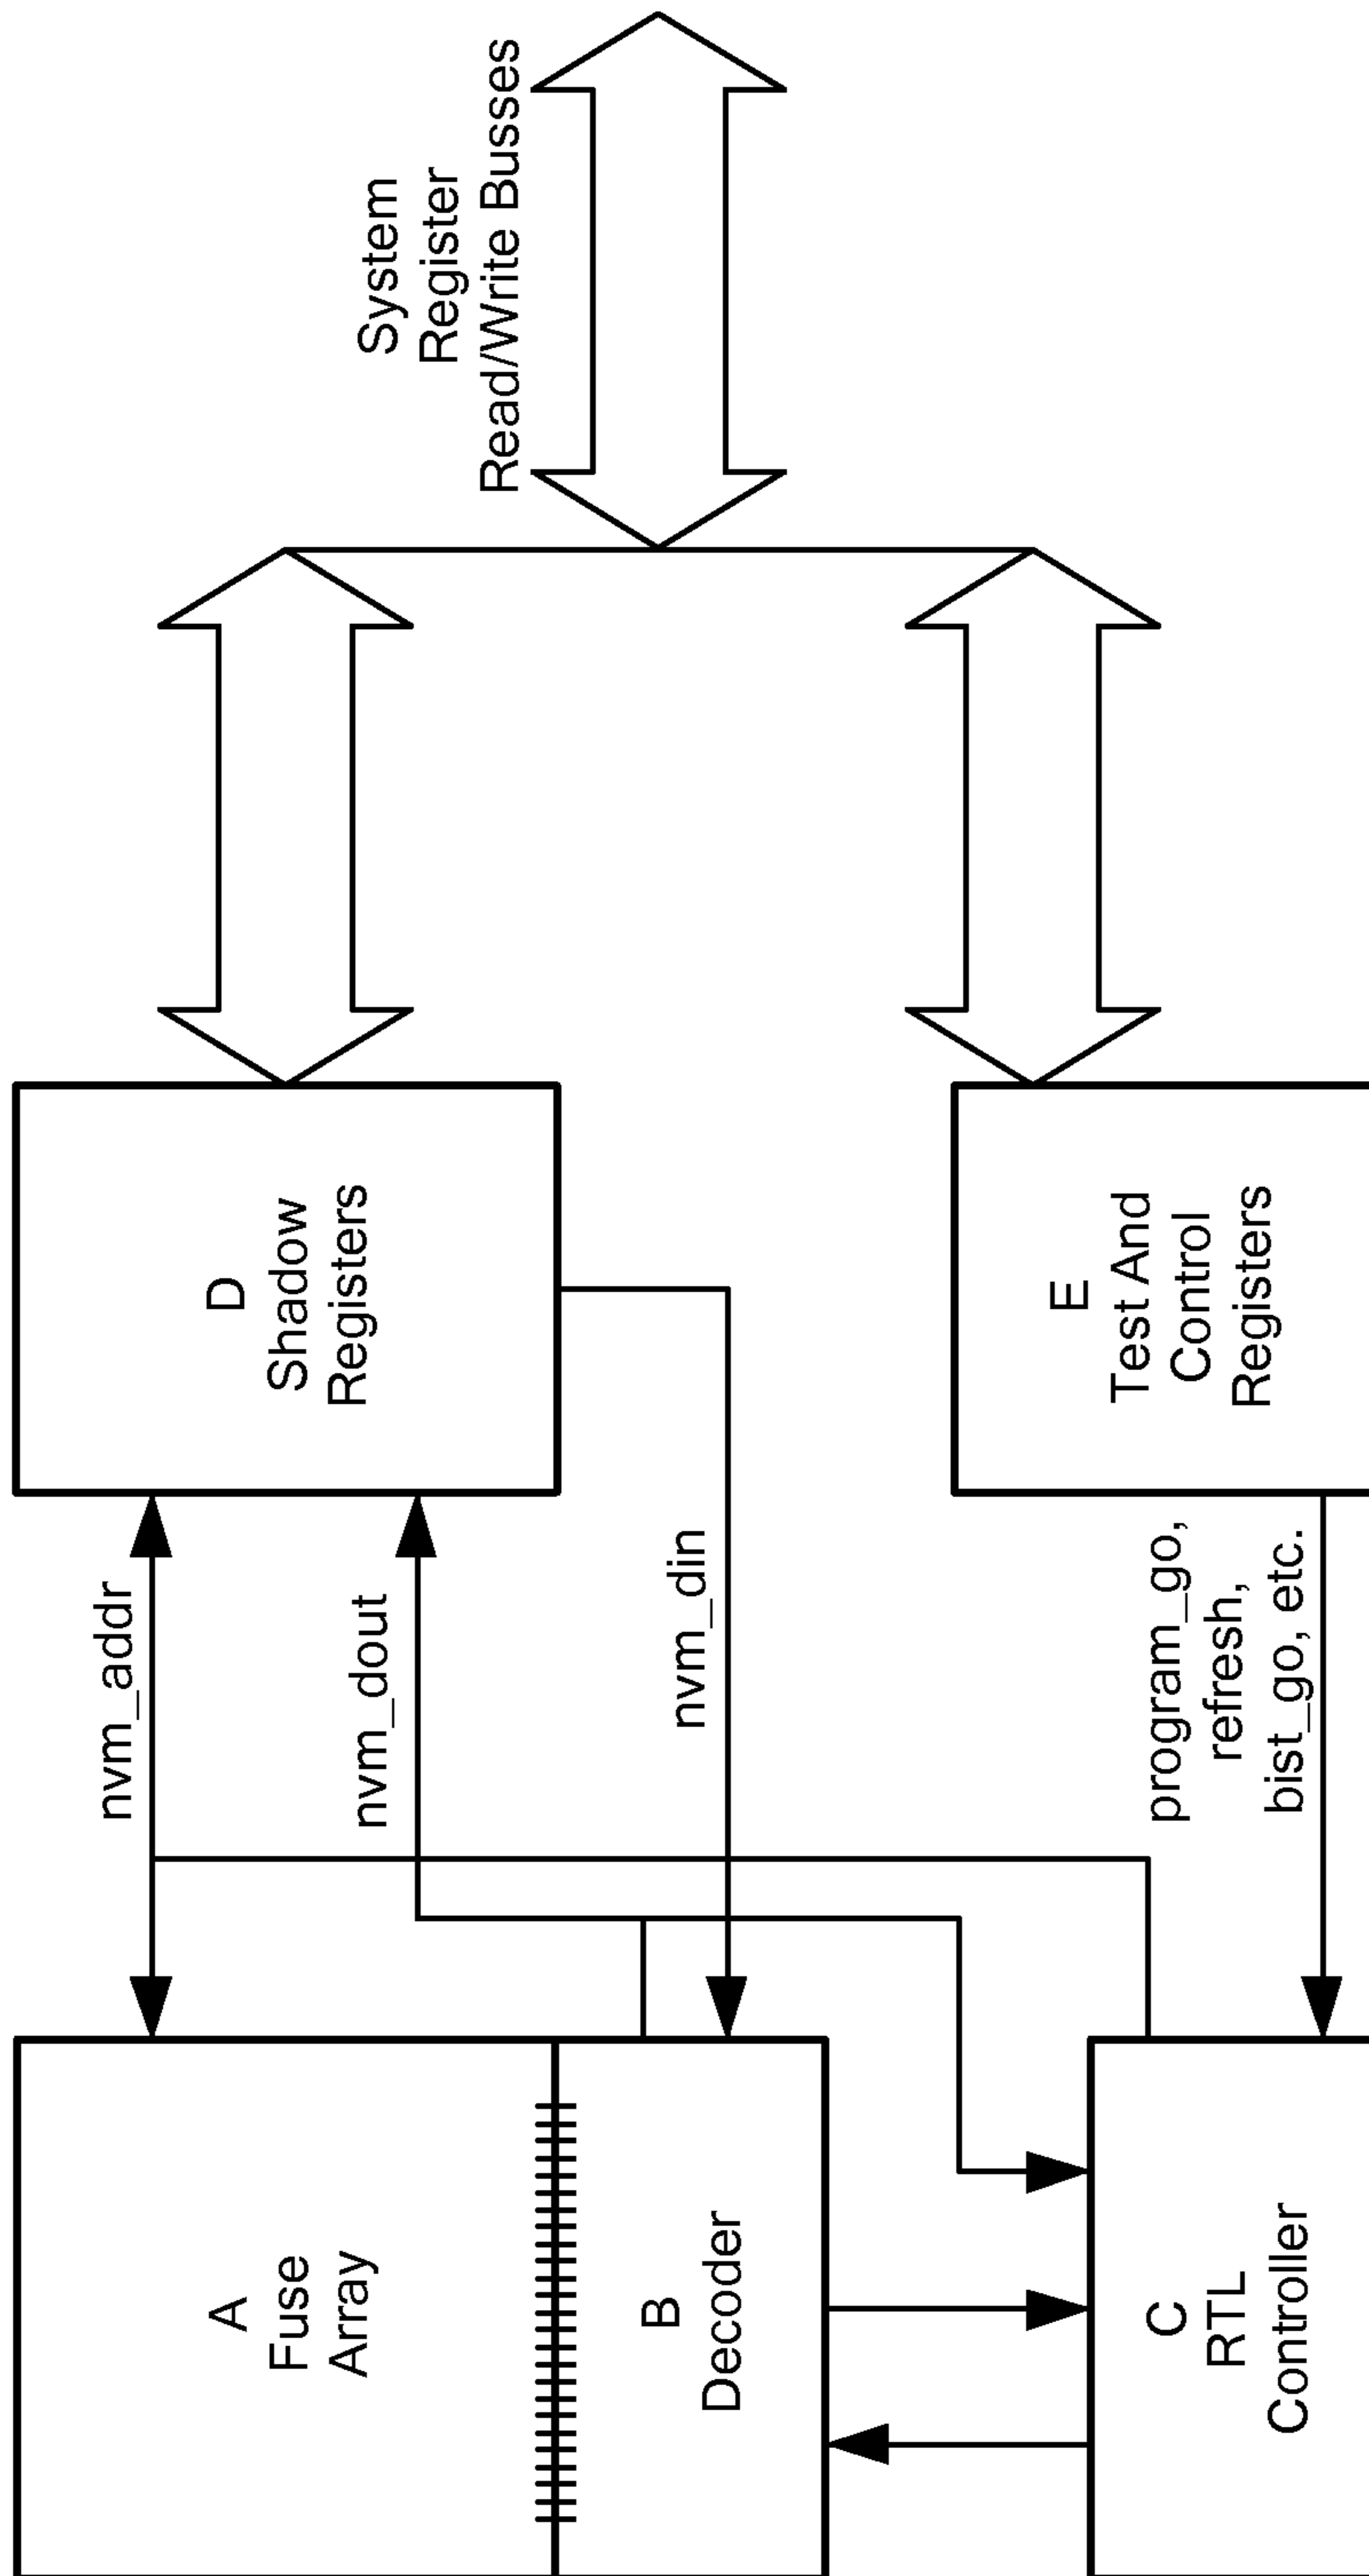 A
Fuse
Array
B
Decoder
C
RTL
Controller
nvm_addr
nvm_dout
nvm_din
program_go,
refresh,
bist_go, etc.
D
Shadow
Registers
E
Test And
Control
Registers
System
Register
Read/Write Busses